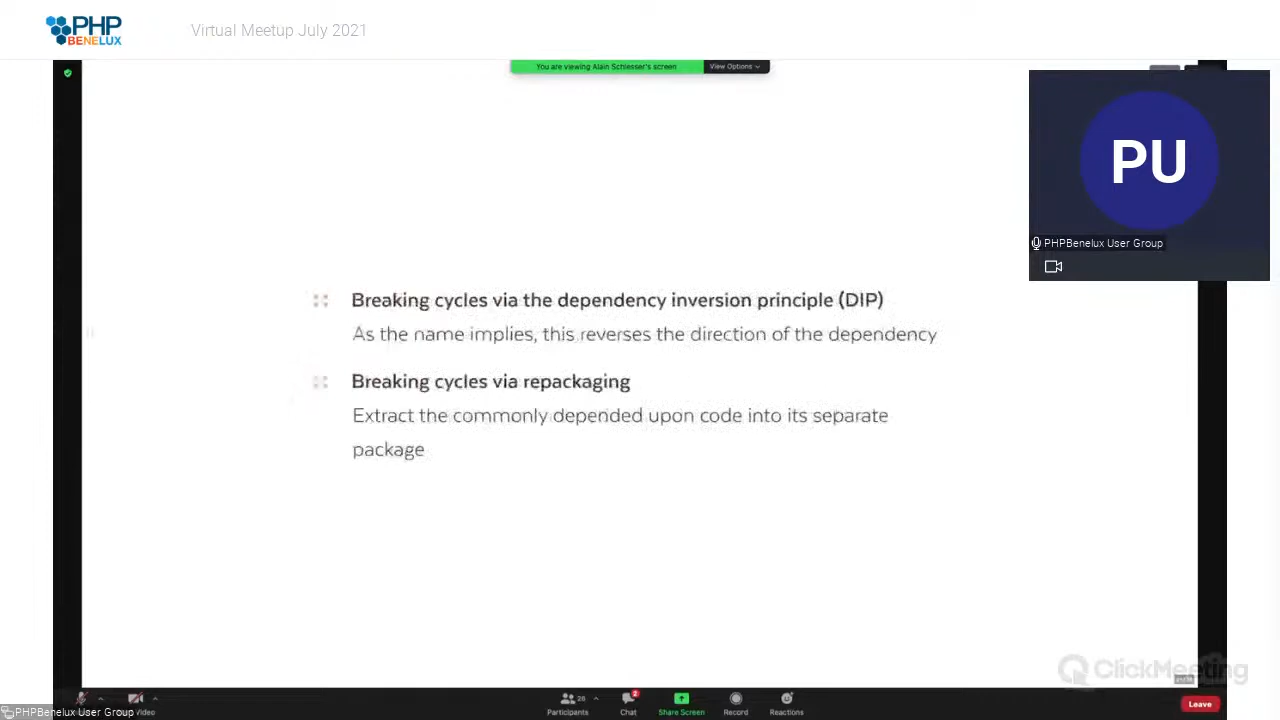 PHP
BENELUX
Virtual Meetup July 2021
You are viewing Alain Schlesser's screen
View Options
PU
PHPBenelux User Group
Breaking cycles via the dependency inversion principle (DIP)
As the name implies, this reverses the direction of the dependency
Breaking cycles via repackaging
Extract the commonly depended upon code into its separate
package
ClickMeeting
26
2
Participants
Chat
Share Screen
Record
Reactions
Leave
PHPBenelux User Group
Video